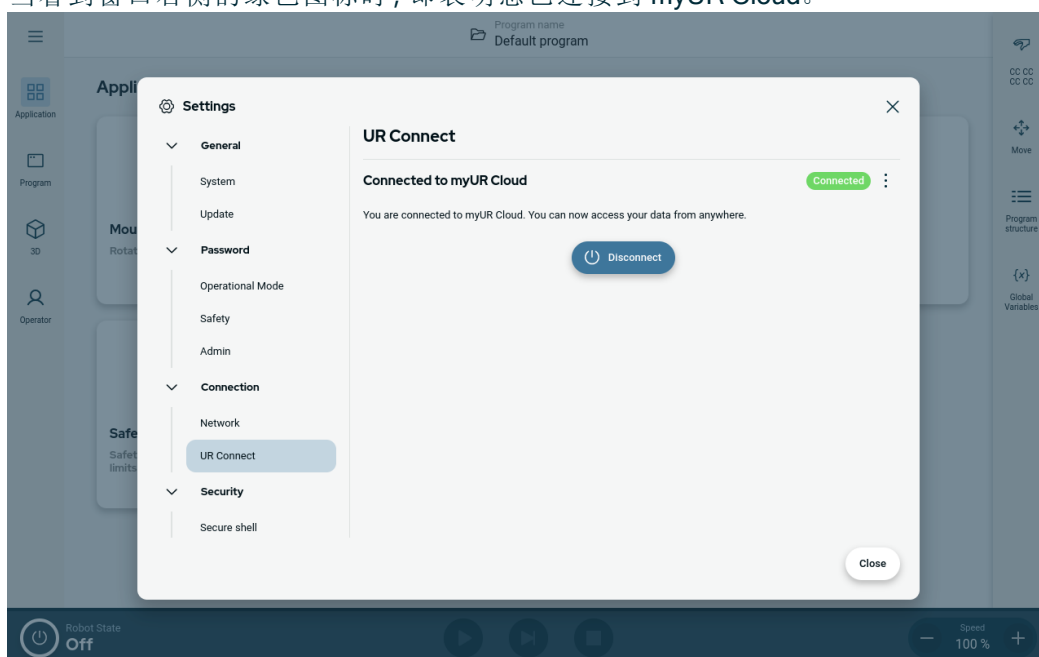 当看到窗口右侧的绿色图标时，即表明您已连接到 myUR Cloud。
Program name
Default program
Application
Program
3D
Operator
Appli
Mou
Rotat
Safe
Safet
limits
Settings
General
System
Update
Password
Operational Mode
Safety
Admin
Connection
Network
UR Connect
Security
Secure shell
UR Connect
Connected to myUR Cloud
Connected
You are connected to myUR Cloud. You can now access your data from anywhere.
Disconnect
Close
CC CC
CC CC
Move
Program
structure
{x}
Global
Variables
Robot State
Off
Speed
100 %